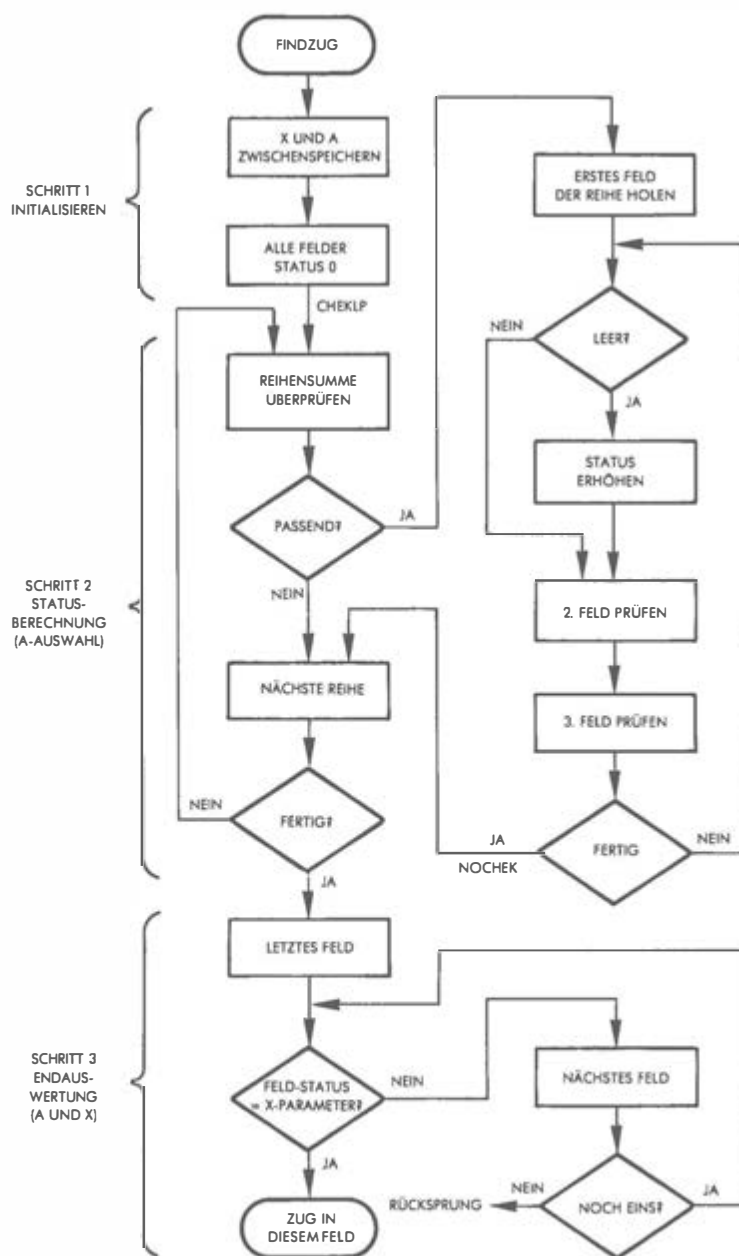 FINDZUG
SCHRITT 1
INITIALISIEREN
X UND A
ZWISCHENSPEICHERN
ALLE FELDER
STATUS 0
CHEKLP
SCHRITT 2
STATUS-
BERECHNUNG
(A-AUSWAHL)
REIHENSUMME
UBERPRÜFEN
PASSEND?
JA
NEIN
NÄCHSTE REIHE
FERTIG?
NEIN
JA
ERSTES FELD
DER REIHE HOLEN
LEER?
NEIN
JA
STATUS
ERHÖHEN
2. FELD PRÜFEN
3. FELD PRÜFEN
FERTIG
JA
NOCHEK
NEIN
SCHRITT 3
ENDAUS-
WERTUNG
(A UND X)
LETZTES FELD
FELD-STATUS
= X-PARAMETER?
NEIN
JA
ZUG IN
DIESEM FELD
NÄCHSTES FELD
NOCH EINS?
NEIN
JA
RÜCKSPRUNG